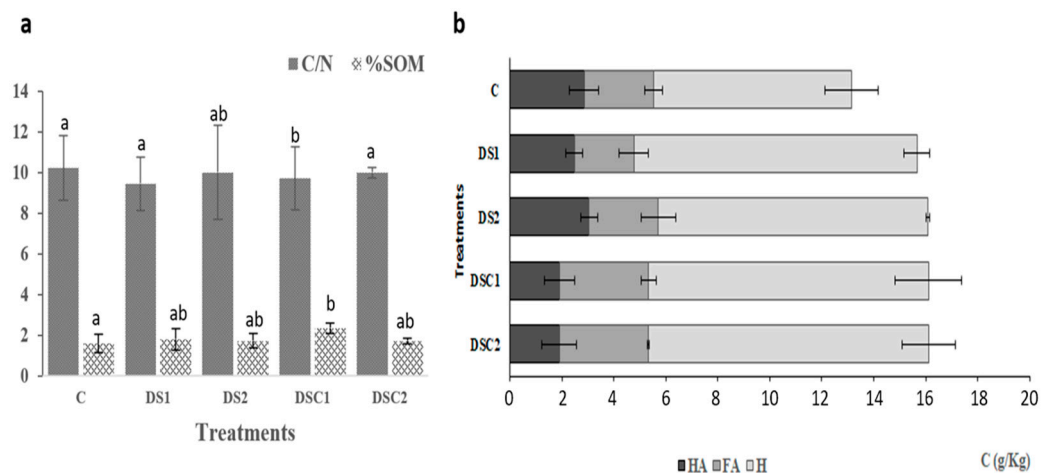 a
C/N %SOM
14
12
10
8
6
4
2
0
a
a
ab
b
a
a
ab
ab
b
ab
C DS1 DS2 DSC1 DSC2
Treatments
b
Treatments
C
DS1
DS2
DSC1
DSC2
0 2 4 6 8 10 12 14 16 18 20
HA FA H
C (g/Kg)